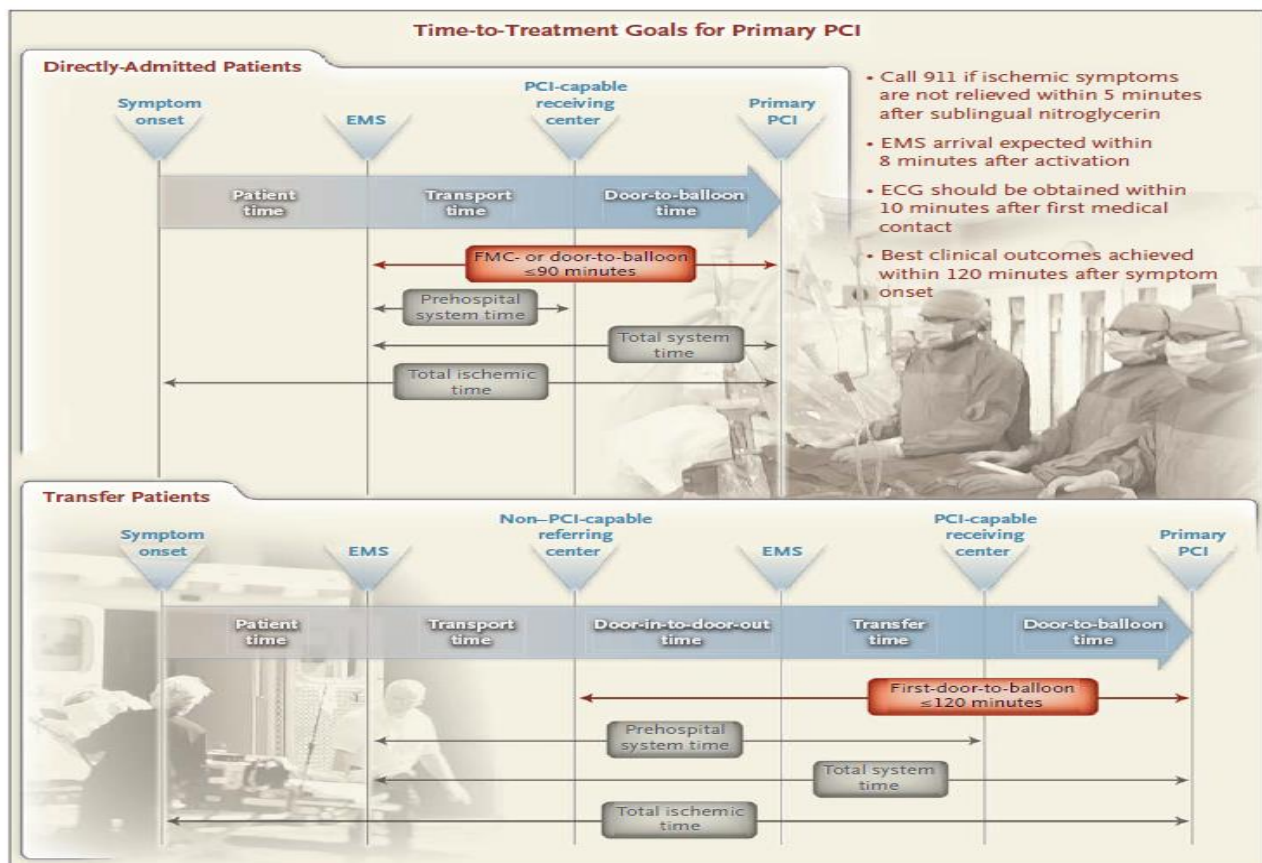 Time-to-Treatment Goals for Primary PCI
Directly-Admitted Patients
Symptom
onset
EMS
PCI-capable
receiving
center
Primary
PCI
Patient
time
Transport
time
Door-to-balloon
time
FMC- or door-to-balloon
≤90 minutes
Prehospital
system time
Total system
time
Total ischemic
time
• Call 911 if ischemic symptoms
are not relieved within 5 minutes
after sublingual nitroglycerin
• EMS arrival expected within
8 minutes after activation
• ECG should be obtained within
10 minutes after first medical
contact
• Best clinical outcomes achieved
within 120 minutes after symptom
onset
Transfer Patients
Symptom
onset
EMS
Non–PCI-capable
referring
center
EMS
PCI-capable
receiving
center
Primary
PCI
Patient
time
Transport
time
Door-in-to-door-out
time
Transfer
time
Door-to-balloon
time
First-door-to-balloon
≤120 minutes
Prehospital
system time
Total system
time
Total ischemic
time